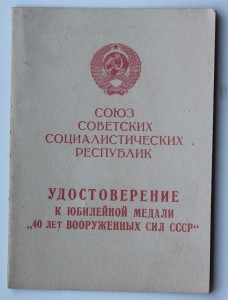 СОЮЗ
СОВЕТСКИХ
СОЦИАЛИСТИЧЕСКИХ
РЕСПУБЛИК
УДОСТОВЕРЕНИЕ
К ЮБИЛЕЙНОЙ МЕДАЛИ
„40 ЛЕТ ВООРУЖЕННЫХ СИЛ СССР“